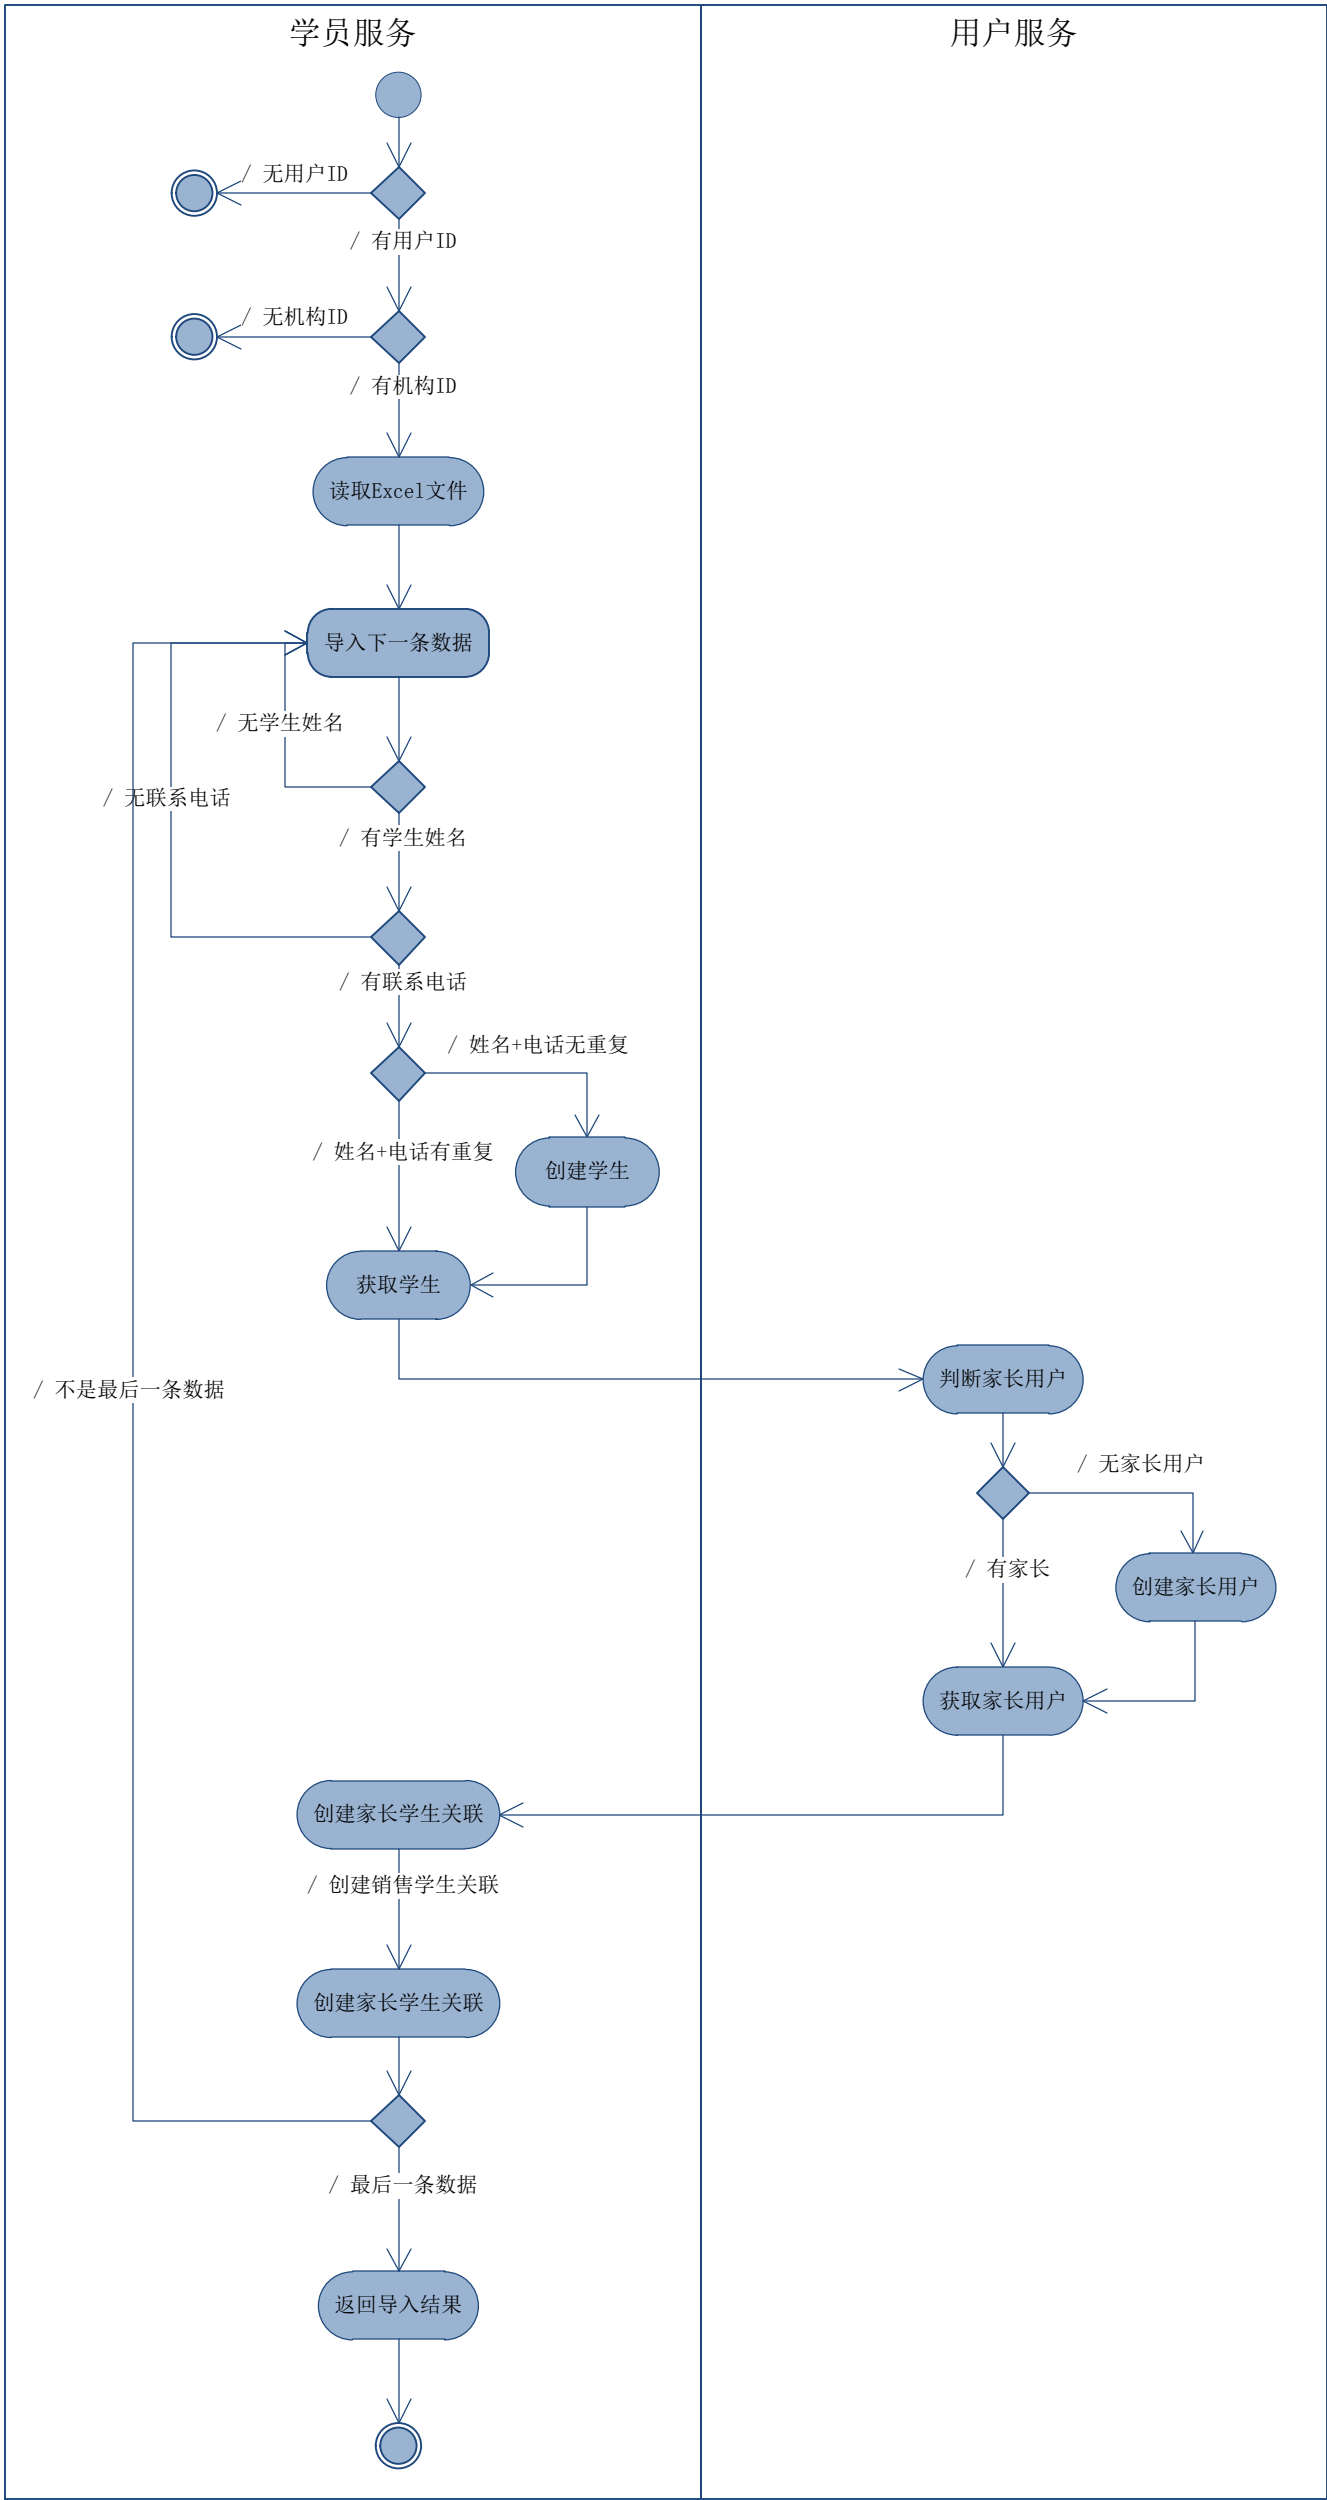 学员服务
用户服务
/ 无用户ID
/ 有用户ID
/ 无机构ID
/ 有机构ID
读取Excel文件
导入下一条数据
/ 无学生姓名
/ 无联系电话
/ 有学生姓名
/ 有联系电话
/ 姓名+电话无重复
/ 姓名+电话有重复
创建学生
获取学生
判断家长用户
/ 不是最后一条数据
/ 无家长用户
/ 有家长
创建家长用户
获取家长用户
创建家长学生关联
/ 创建销售学生关联
创建家长学生关联
/ 最后一条数据
返回导入结果